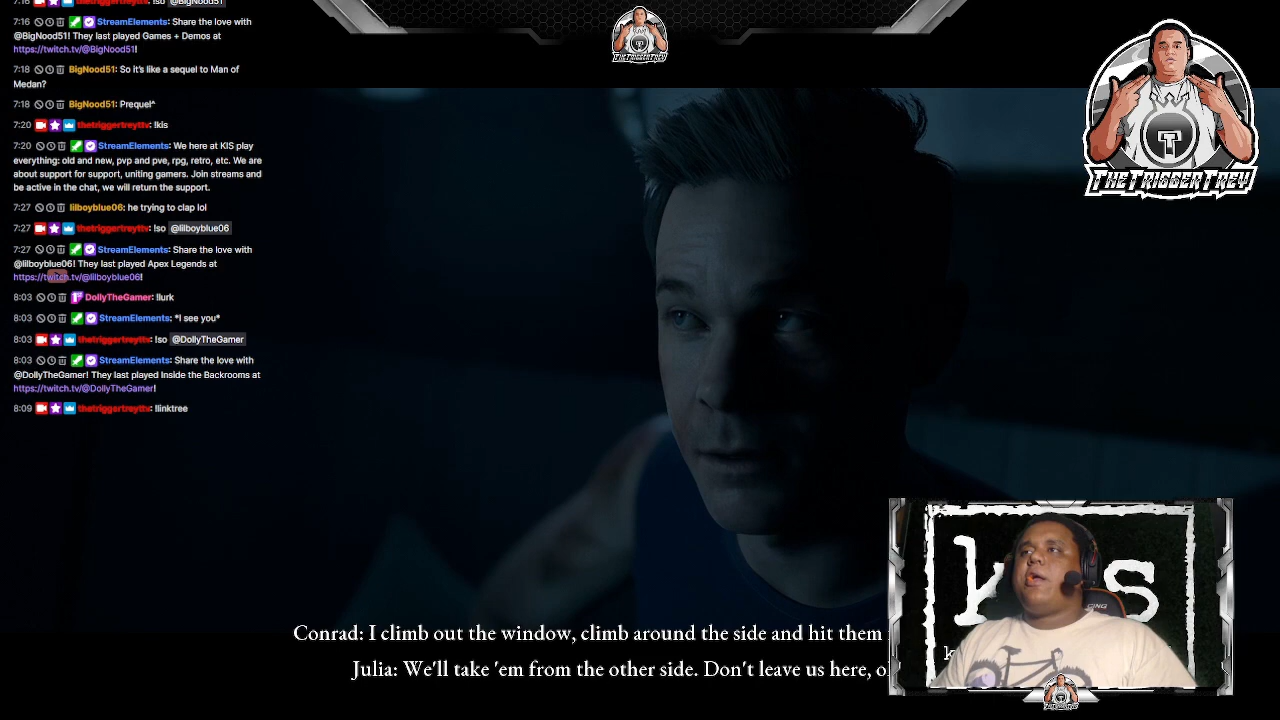 7:16 StreamElements: Share the love with
@BigNood51! They last played Games + Demos at
https://twitch.tv/@BigNood51!
7:18 BigNood51: So it's like a sequel to Man of
Medan?
7:18 BigNood51: Prequel^
7:20 thetriggertreyttv: !kis
7:20 StreamElements: We here at KIS play
everything: old and new, pvp and pve, rpg, retro, etc. We are
about support for support, uniting gamers. Join streams and
be active in the chat, we will return the support.
7:27 lilboyblue06: he trying to clap lol
7:27 thetriggertreyttv: !so @lilboyblue06
7:27 StreamElements: Share the love with
@lilboyblue06! They last played Apex Legends at
https://twitch.tv/@lilboyblue06!
8:03 DollyTheGamer: !lurk
8:03 StreamElements: *I see you*
8:03 thetriggertreyttv: !so @DollyTheGamer
8:03 StreamElements: Share the love with
@DollyTheGamer! They last played Inside the Backrooms at
https://twitch.tv/@DollyTheGamer!
8:09 thetriggertreyttv: !linktree
THETRIGGERTREY
T
THETRIGGERTREY
Conrad: I climb out the window, climb around the side and hit them
Julia: We'll take 'em from the other side. Don't leave us here,